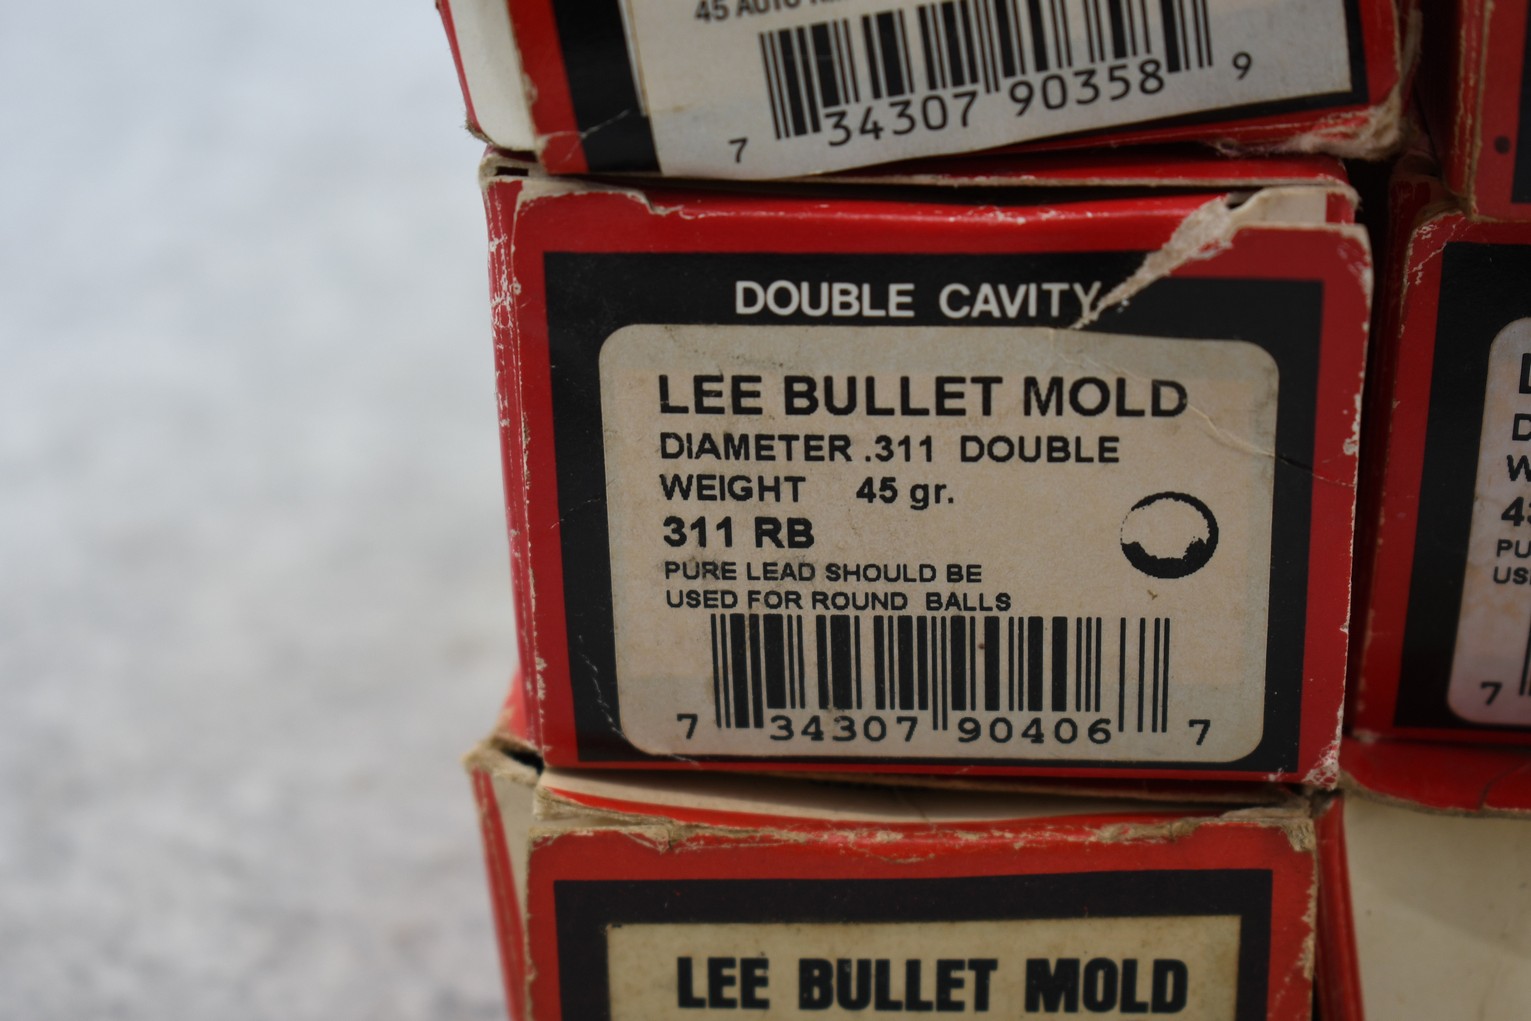 45 AUTO
7 34307 90358 9
DOUBLE CAVITY
LEE BULLET MOLD
DIAMETER .311 DOUBLE
WEIGHT 45 gr.
311 RB
PURE LEAD SHOULD BE
USED FOR ROUND BALLS
7 34307 90406 7
LEE BULLET MOLD
7